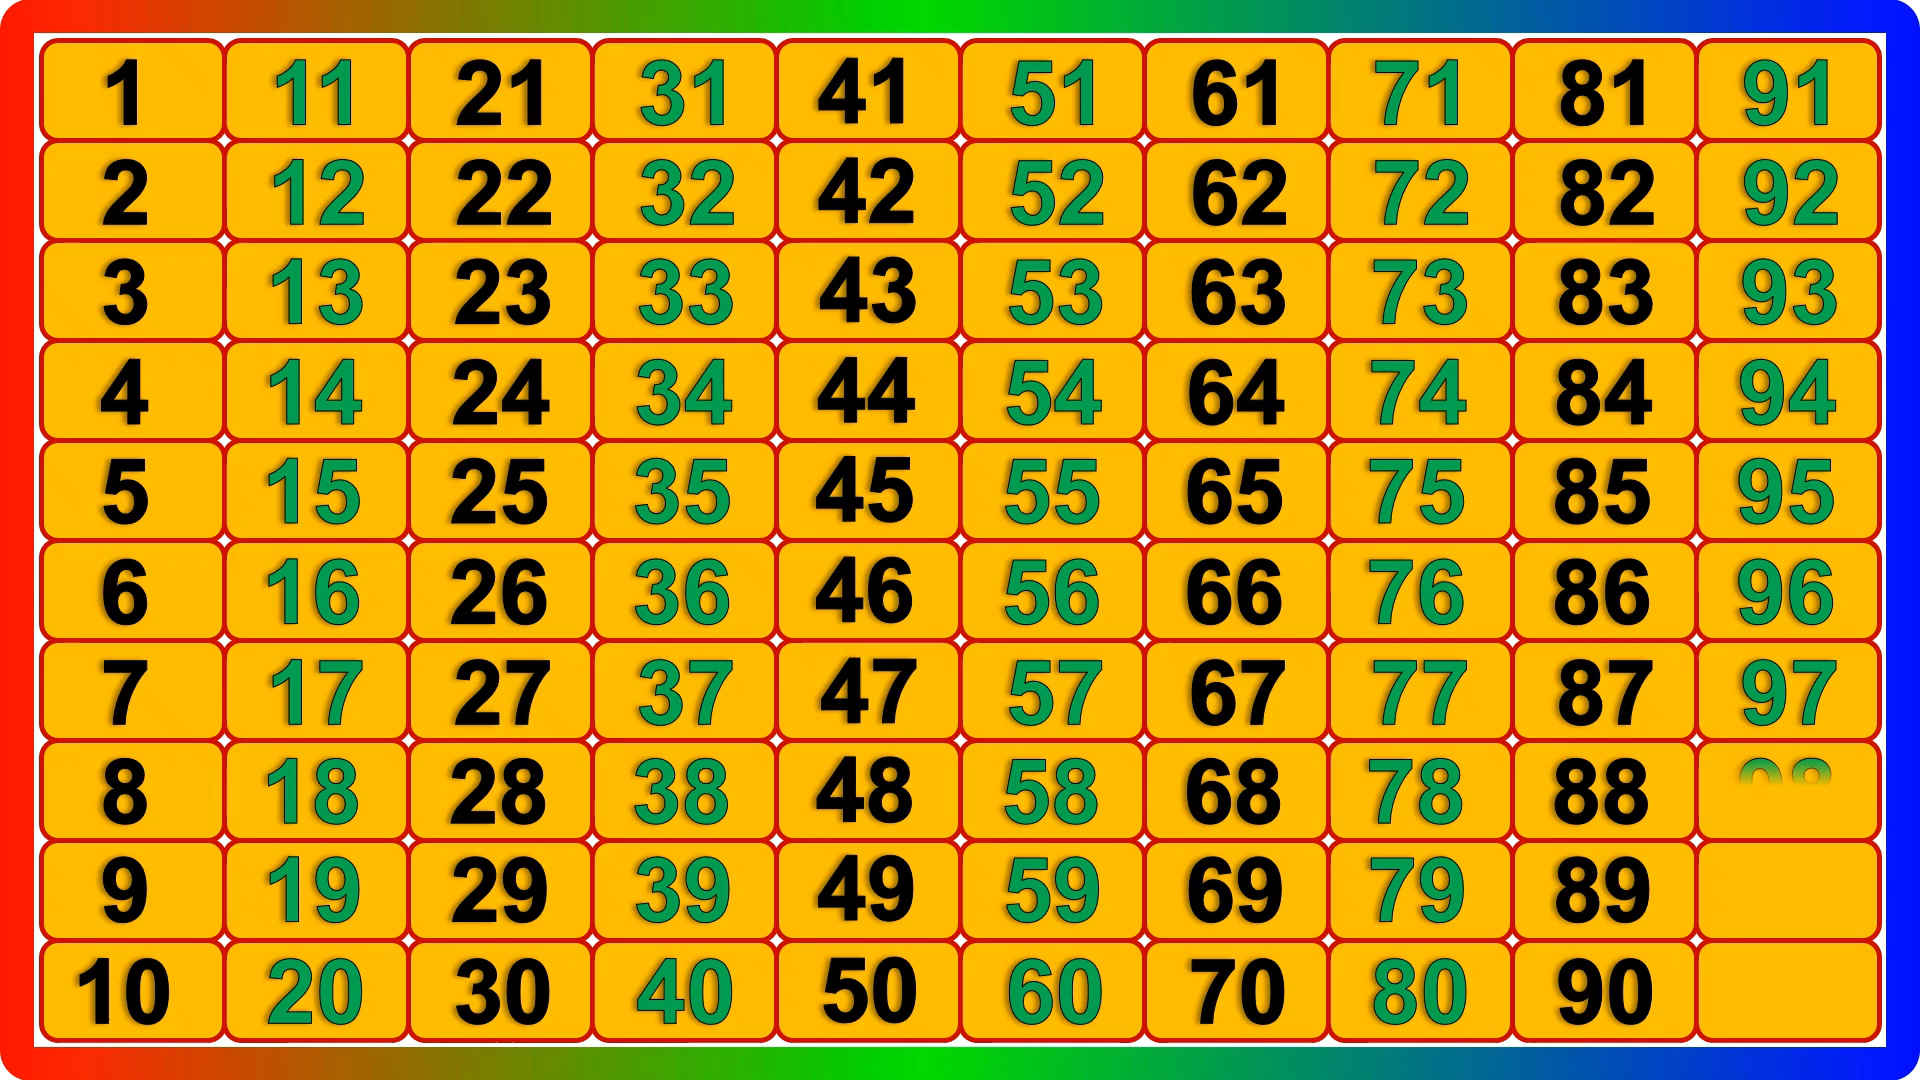 1 11 21 31 41 51 61 71 81 91
2 12 22 32 42 52 62 72 82 92
3 13 23 33 43 53 63 73 83 93
4 14 24 34 44 54 64 74 84 94
5 15 25 35 45 55 65 75 85 95
6 16 26 36 46 56 66 76 86 96
7 17 27 37 47 57 67 77 87 97
8 18 28 38 48 58 68 78 88
9 19 29 39 49 59 69 79 89
10 20 30 40 50 60 70 80 90